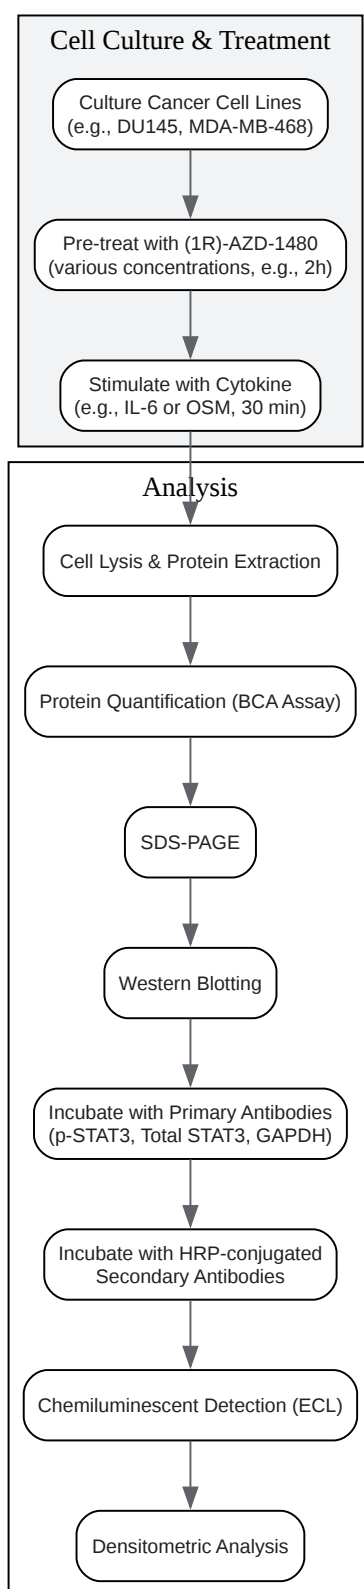 Cell Culture & Treatment
Culture Cancer Cell Lines
(e.g., DU145, MDA-MB-468)
Pre-treat with (1R)-AZD-1480
(various concentrations, e.g., 2h)
Stimulate with Cytokine
(e.g., IL-6 or OSM, 30 min)
Analysis
Cell Lysis & Protein Extraction
Protein Quantification (BCA Assay)
SDS-PAGE
Western Blotting
Incubate with Primary Antibodies
(p-STAT3, Total STAT3, GAPDH)
Incubate with HRP-conjugated
Secondary Antibodies
Chemiluminescent Detection (ECL)
Densitometric Analysis